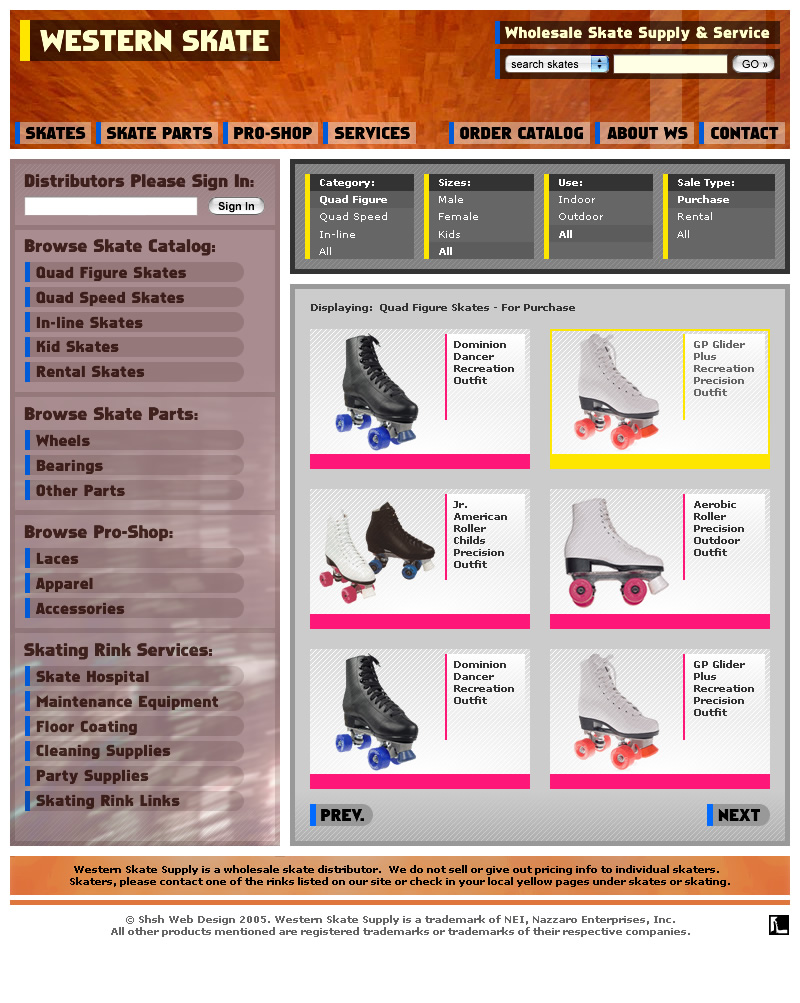 WESTERN SKATE
Wholesale Skate Supply & Service
search skates GO »
SKATES SKATE PARTS PRO-SHOP SERVICES ORDER CATALOG ABOUT WS CONTACT
Distributors Please Sign In:
Sign In
Browse Skate Catalog:
Quad Figure Skates
Quad Speed Skates
In-line Skates
Kid Skates
Rental Skates
Browse Skate Parts:
Wheels
Bearings
Other Parts
Browse Pro-Shop:
Laces
Apparel
Accessories
Skating Rink Services:
Skate Hospital
Maintenance Equipment
Floor Coating
Cleaning Supplies
Party Supplies
Skating Rink Links
Category:
Quad Figure
Quad Speed
In-line
All
Sizes:
Male
Female
Kids
All
Use:
Indoor
Outdoor
All
Sale Type:
Purchase
Rental
All
Displaying: Quad Figure Skates - For Purchase
Dominion
Dancer
Recreation
Outfit
GP Glider
Plus
Recreation
Precision
Outfit
Jr.
American
Roller
Childs
Precision
Outfit
Aerobic
Roller
Precision
Outdoor
Outfit
Dominion
Dancer
Recreation
Outfit
GP Glider
Plus
Recreation
Precision
Outfit
PREV. NEXT
Western Skate Supply is a wholesale skate distributor. We do not sell or give out pricing info to individual skaters.
Skaters, please contact one of the rinks listed on our site or check in your local yellow pages under skates or skating.
© Shsh Web Design 2005. Western Skate Supply is a trademark of NEI, Nazzaro Enterprises, Inc.
All other products mentioned are registered trademarks or trademarks of their respective companies.